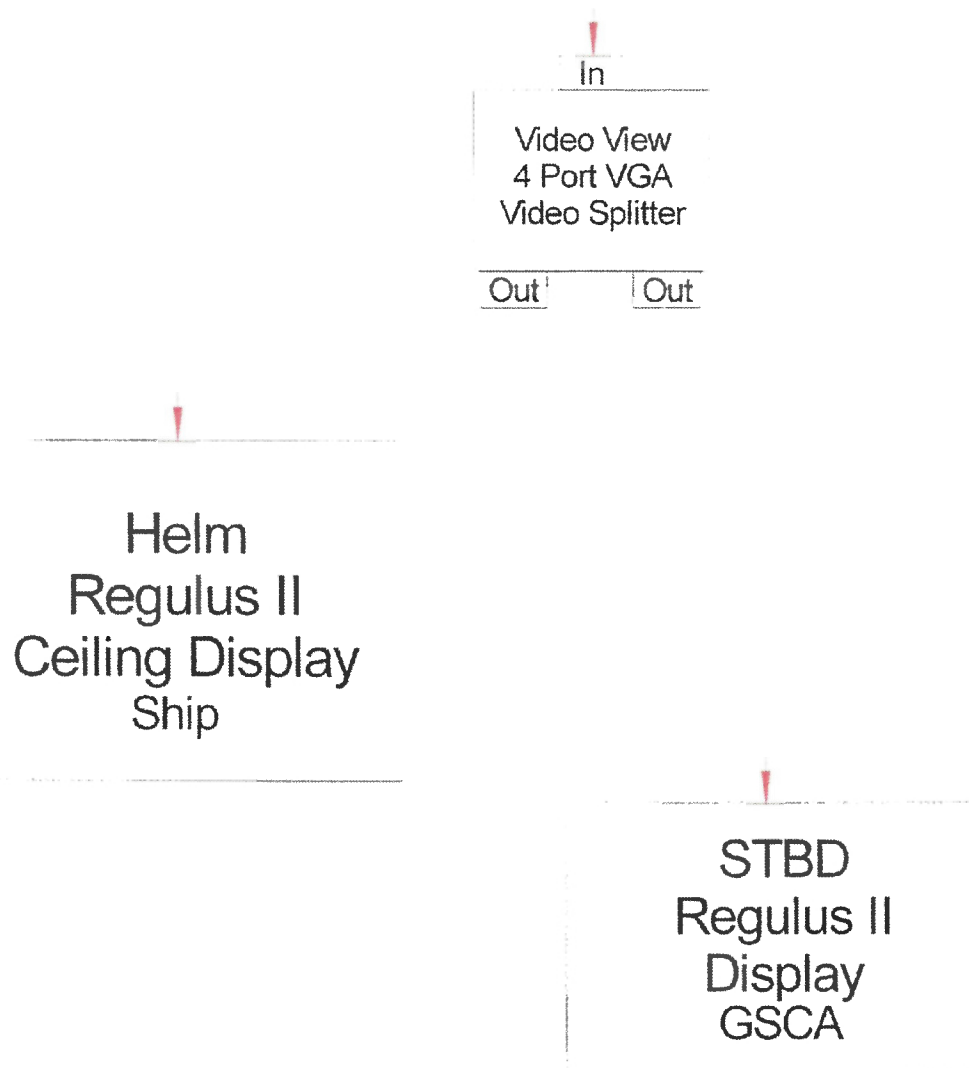 In
Video View
4 Port VGA
Video Splitter
Out
Out
Helm
Regulus II
Ceiling Display
Ship
STBD
Regulus II
Display
GSCA